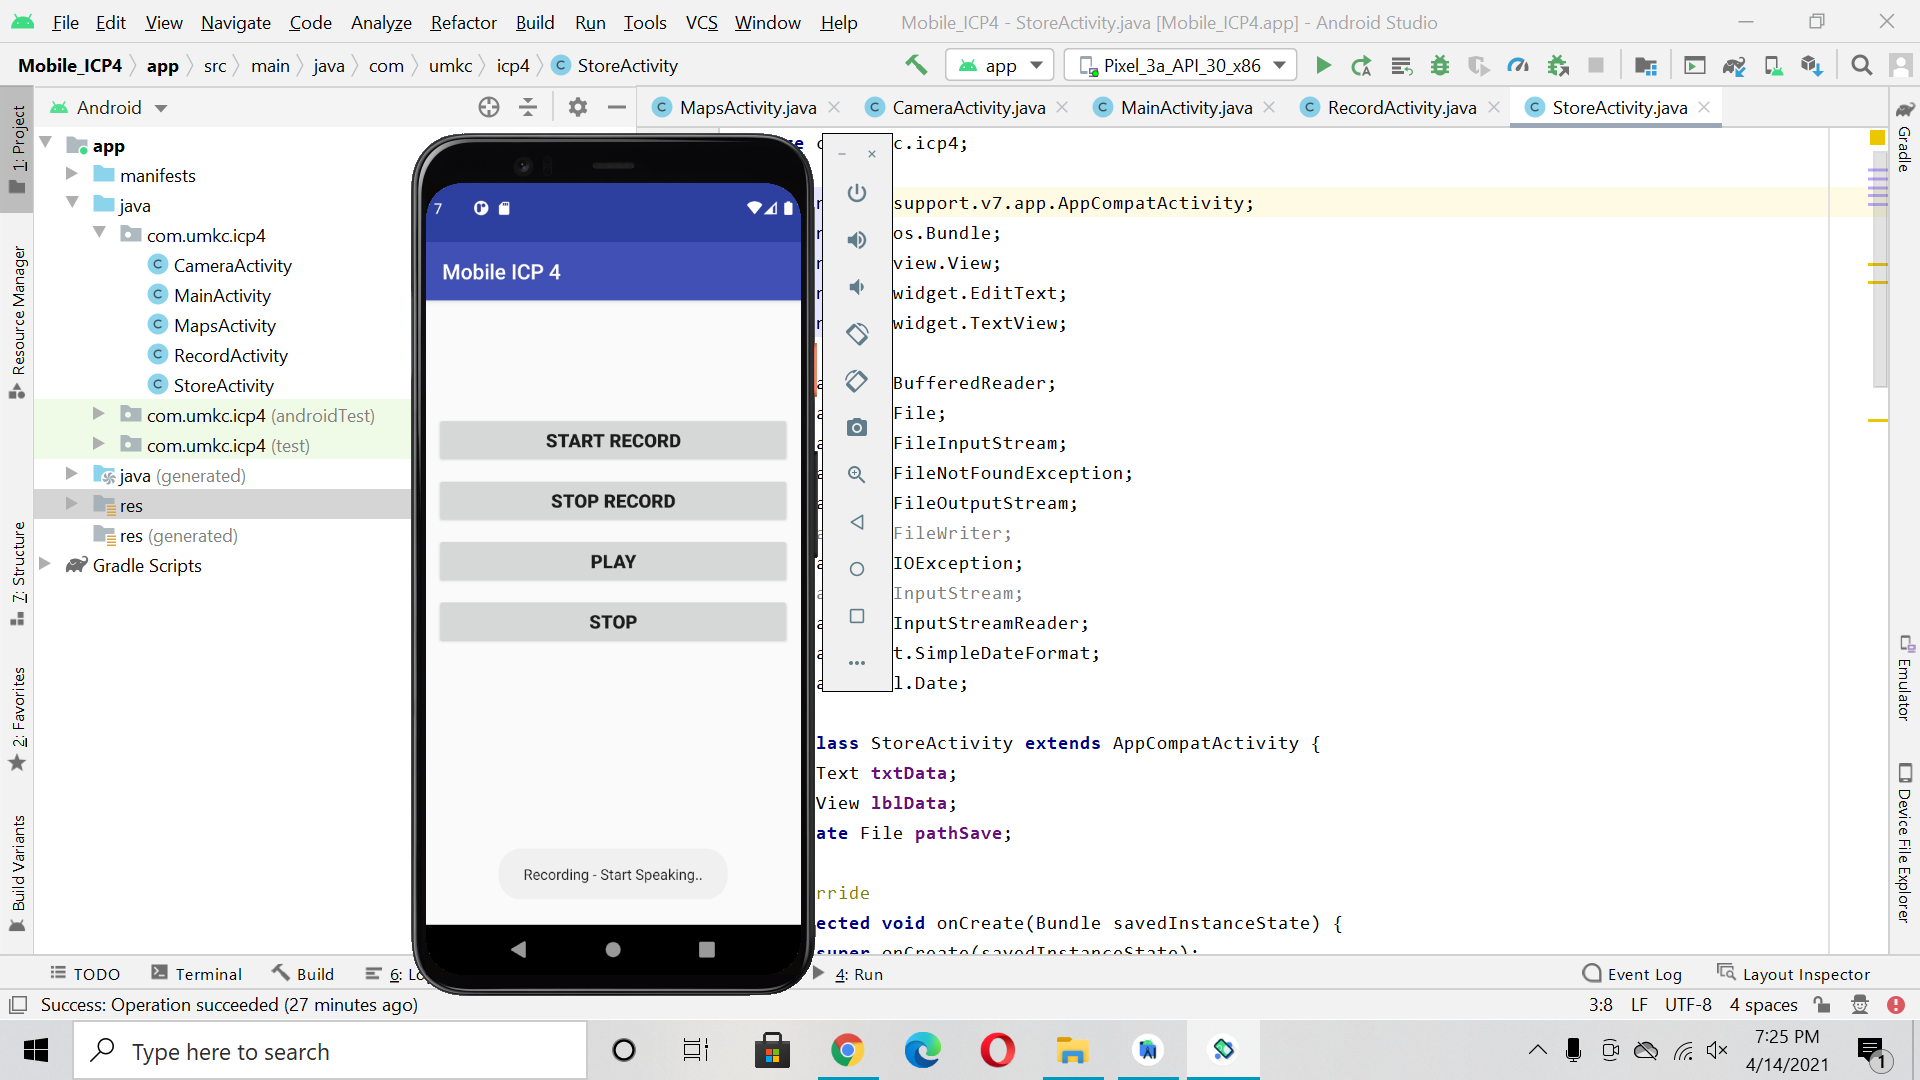 File Edit View Navigate Code Analyze Refactor Build Run Tools VCS Window Help Mobile_ICP4 - StoreActivity.java [Mobile_ICP4.app] - Android Studio
Mobile_ICP4 app src main java com umkc icp4 StoreActivity app Pixel_3a_API_30_x86
Android
MapsActivity.java CameraActivity.java MainActivity.java RecordActivity.java StoreActivity.java
1: Project
Resource Manager
7: Structure
2: Favorites
Build Variants
app
manifests
java
com.umkc.icp4
CameraActivity
MainActivity
MapsActivity
RecordActivity
StoreActivity
com.umkc.icp4 (androidTest)
com.umkc.icp4 (test)
java (generated)
res
res (generated)
Gradle Scripts
7
Mobile ICP 4
START RECORD
STOP RECORD
PLAY
STOP
Recording - Start Speaking..
c.icp4;
support.v7.app.AppCompatActivity;
os.Bundle;
view.View;
widget.EditText;
widget.TextView;
BufferedReader;
File;
FileInputStream;
FileNotFoundException;
FileOutputStream;
FileWriter;
IOException;
InputStream;
InputStreamReader;
t.SimpleDateFormat;
l.Date;
lass StoreActivity extends AppCompatActivity {
Text txtData;
View lblData;
ate File pathSave;
rride
ected void onCreate(Bundle savedInstanceState) {
super.onCreate(savedInstanceState);
Gradle
Emulator
Device File Explorer
TODO Terminal Build 6: Lo 4: Run Event Log Layout Inspector
Success: Operation succeeded (27 minutes ago) 3:8 LF UTF-8 4 spaces
Type here to search
7:25 PM
4/14/2021
1